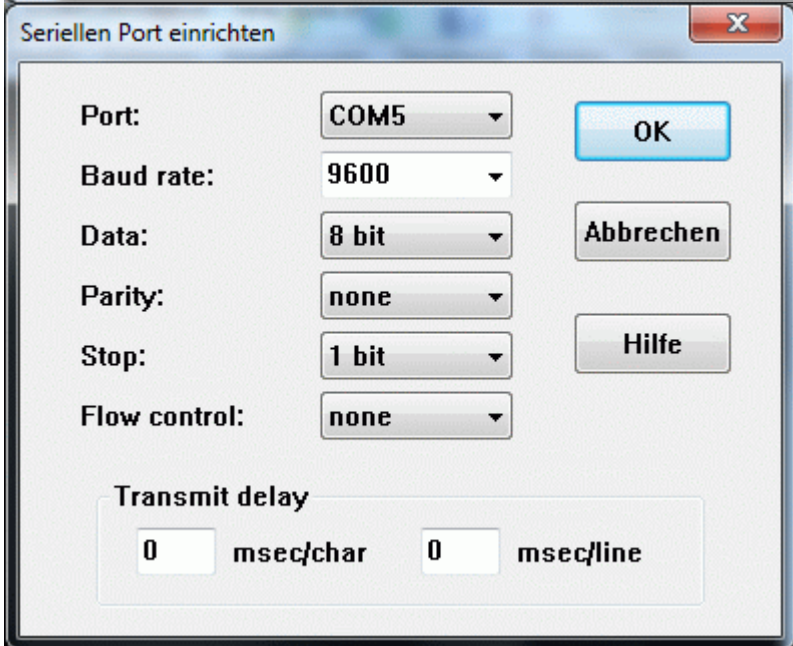 Seriellen Port einrichten
Port: COM5 OK
Baud rate: 9600
Data: 8 bit Abbrechen
Parity: none
Stop: 1 bit Hilfe
Flow control: none
Transmit delay
0 msec/char 0 msec/line